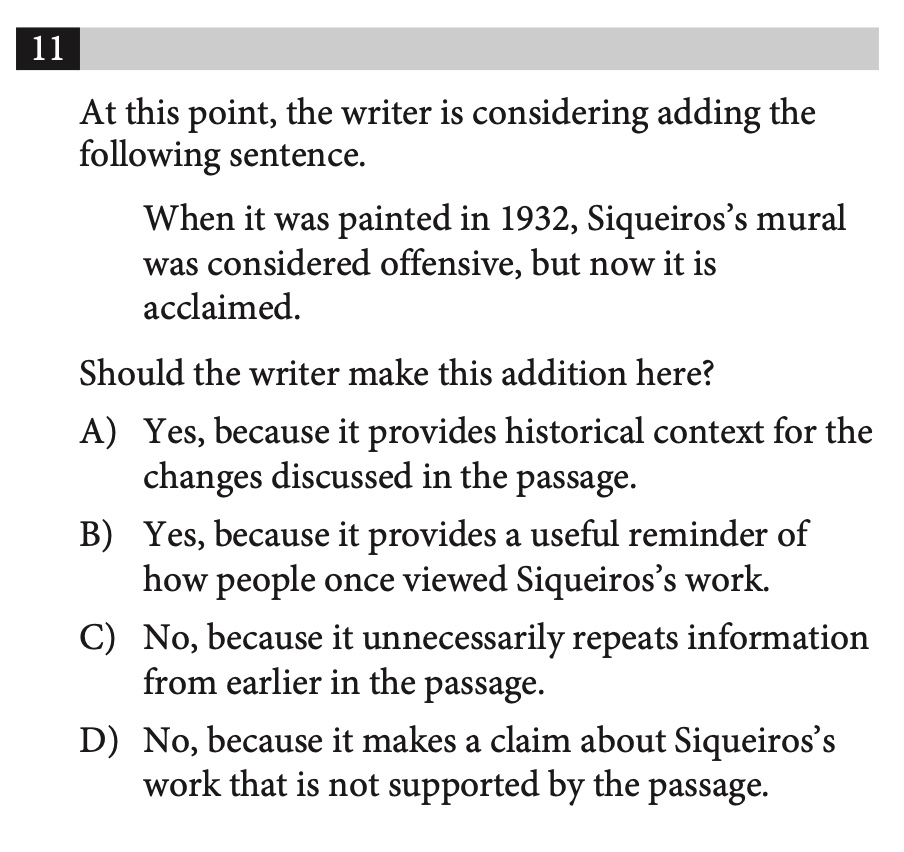 11
At this point, the writer is considering adding the
following sentence.
When it was painted in 1932, Siqueiros’s mural
was considered offensive, but now it is
acclaimed.
Should the writer make this addition here?
A) Yes, because it provides historical context for the
changes discussed in the passage.
B) Yes, because it provides a useful reminder of
how people once viewed Siqueiros’s work.
C) No, because it unnecessarily repeats information
from earlier in the passage.
D) No, because it makes a claim about Siqueiros’s
work that is not supported by the passage.